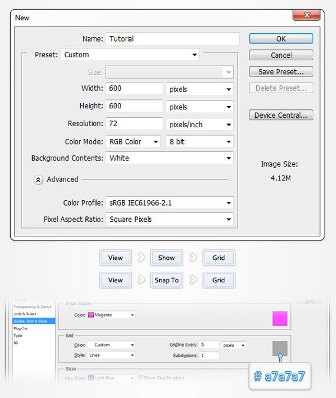 New
Name: Tutorial
OK
Preset: Custom
Cancel
Size:
Save Preset...
Width: 600 pixels
Delete Preset...
Height: 600 pixels
Resolution: 72 pixels/inch
Device Central...
Color Mode: RGB Color 8 bit
Background Contents: White
Image Size:
4.12M
Advanced
Color Profile: sRGB IEC61966-2.1
Pixel Aspect Ratio: Square Pixels
View Show Grid
View Snap To Grid
Transparency & Gamut
Units & Rulers
Guides, Grid & Slices
Plug-Ins
Type
Smart Guides
Color: Magenta
Grid
Color: Custom Gridline Every: 5 pixels
Style: Lines Subdivisions: 1
Slices
Line Color: Light Blue Show Slice Numbers
# a7a7a7